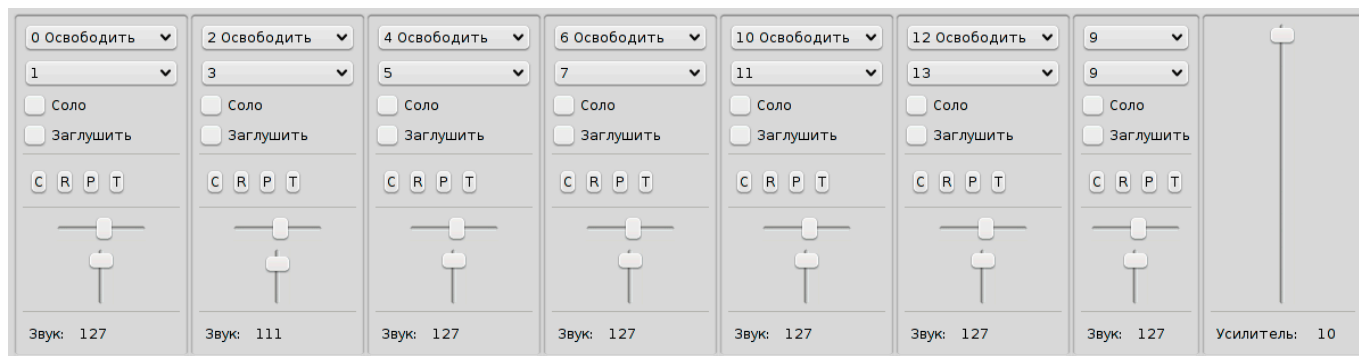 0 Освободить 2 Освободить 4 Освободить 6 Освободить 10 Освободить 12 Освободить 9
1 3 5 7 11 13 9
Соло Соло Соло Соло Соло Соло Соло
Заглушить Заглушить Заглушить Заглушить Заглушить Заглушить Заглушить
C R P T C R P T C R P T C R P T C R P T C R P T C R P T
Звук: 127 Звук: 111 Звук: 127 Звук: 127 Звук: 127 Звук: 127 Звук: 127 Усилитель: 10